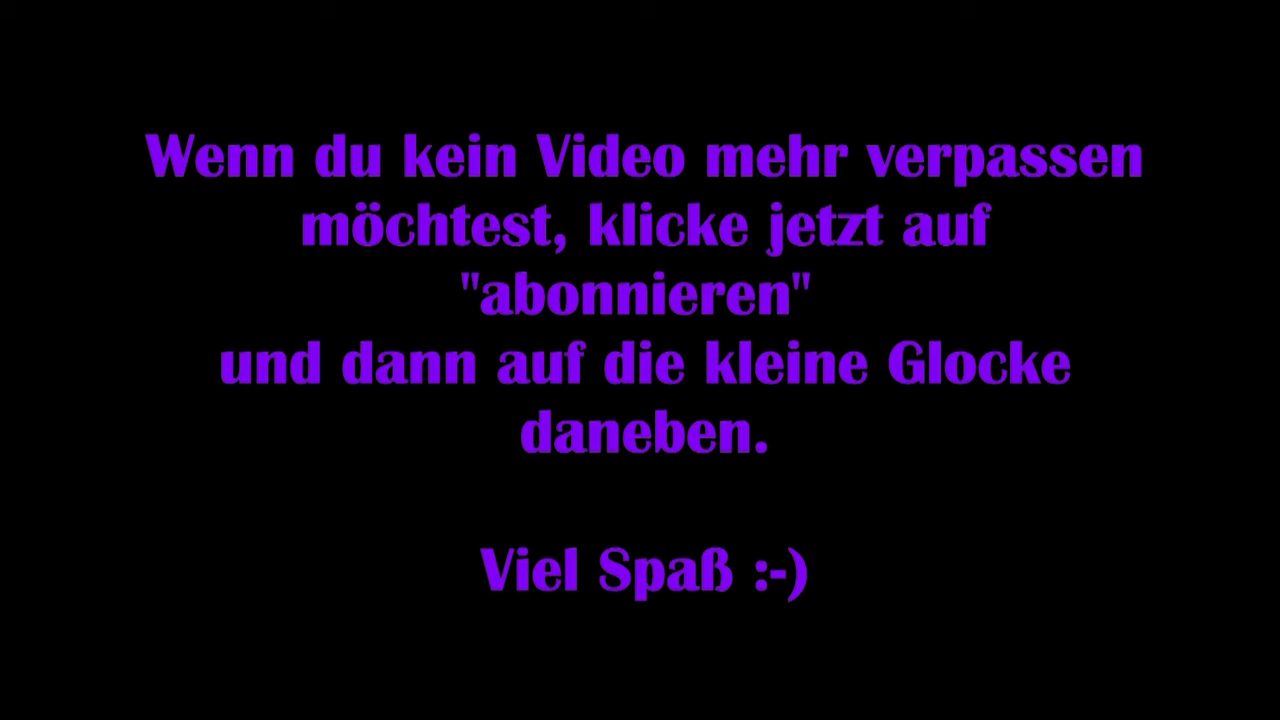 Wenn du kein Video mehr verpassen
möchtest, klicke jetzt auf
"abonnieren"
und dann auf die kleine Glocke
daneben.
Viel Spaß :-)